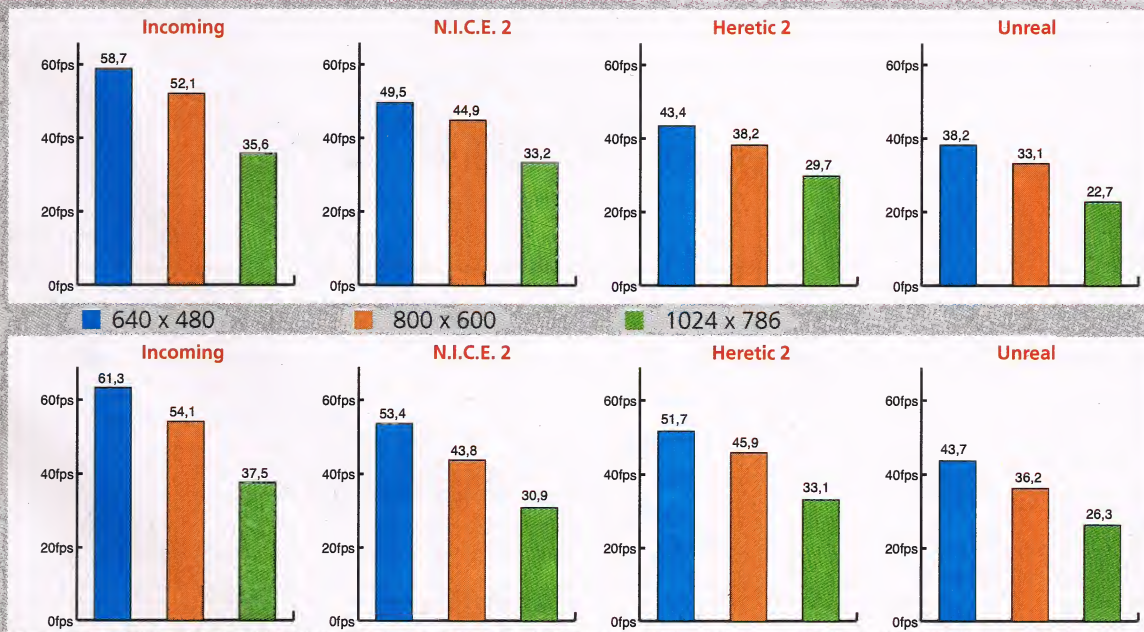 Incoming
N.I.C.E. 2
Heretic 2
Unreal
60fps
40fps
20fps
0fps
58,7
52,1
35,6
60fps
40fps
20fps
0fps
49,5
44,9
33,2
60fps
40fps
20fps
0fps
43,4
38,2
29,7
60fps
40fps
20fps
0fps
38,2
33,1
22,7
640 x 480
800 x 600
1024 x 786
Incoming
N.I.C.E. 2
Heretic 2
Unreal
60fps
40fps
20fps
0fps
61,3
54,1
37,5
60fps
40fps
20fps
0fps
53,4
43,8
30,9
60fps
40fps
20fps
0fps
51,7
45,9
33,1
60fps
40fps
20fps
0fps
43,7
36,2
26,3